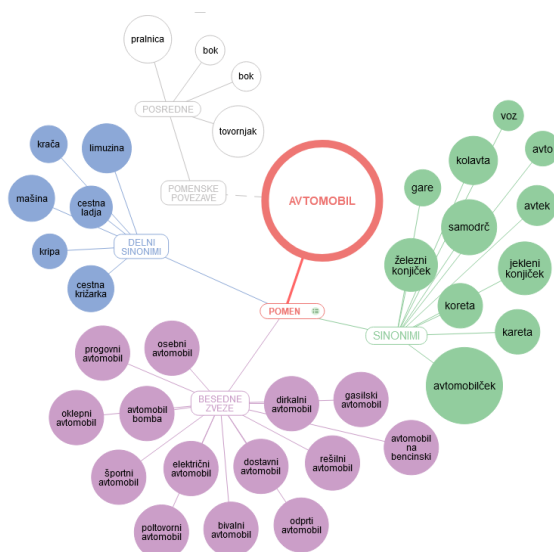 pralnica
bok
bok
POSREDNE
tovornjak
POMENSKE
POVEZAVE
AVTOMOBIL
krača
limuzina
mašina
cestna
ladja
kripa
DELNI
SINONIMI
cestna
križarka
voz
kolavta
avto
gare
avtek
samodrč
železni
konjiček
jekleni
konjiček
koreta
kareta
SINONIMI
avtomobilček
POMEN
osebni
avtomobil
progovni
avtomobil
BESEDNE
ZVEZE
oklepni
avtomobil
avtomobil
bomba
dirkalni
avtomobil
gasilski
avtomobil
avtomobil
na
bencinski
športni
avtomobil
električni
avtomobil
dostavni
avtomobil
rešilni
avtomobil
poltovorni
avtomobil
bivalni
avtomobil
odprti
avtomobil